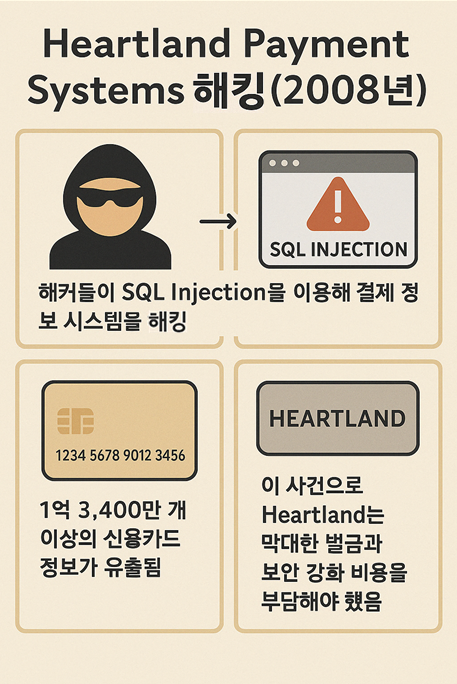 Heartland Payment
Systems 해킹(2008년)
SQL INJECTION
해커들이 SQL Injection을 이용해 결제 정
보 시스템을 해킹
1234 5678 9012 3456
1억 3,400만 개
이상의 신용카드
정보가 유출됨
HEARTLAND
이 사건으로
Heartland는
막대한 벌금과
보안 강화 비용을
부담해야 했음